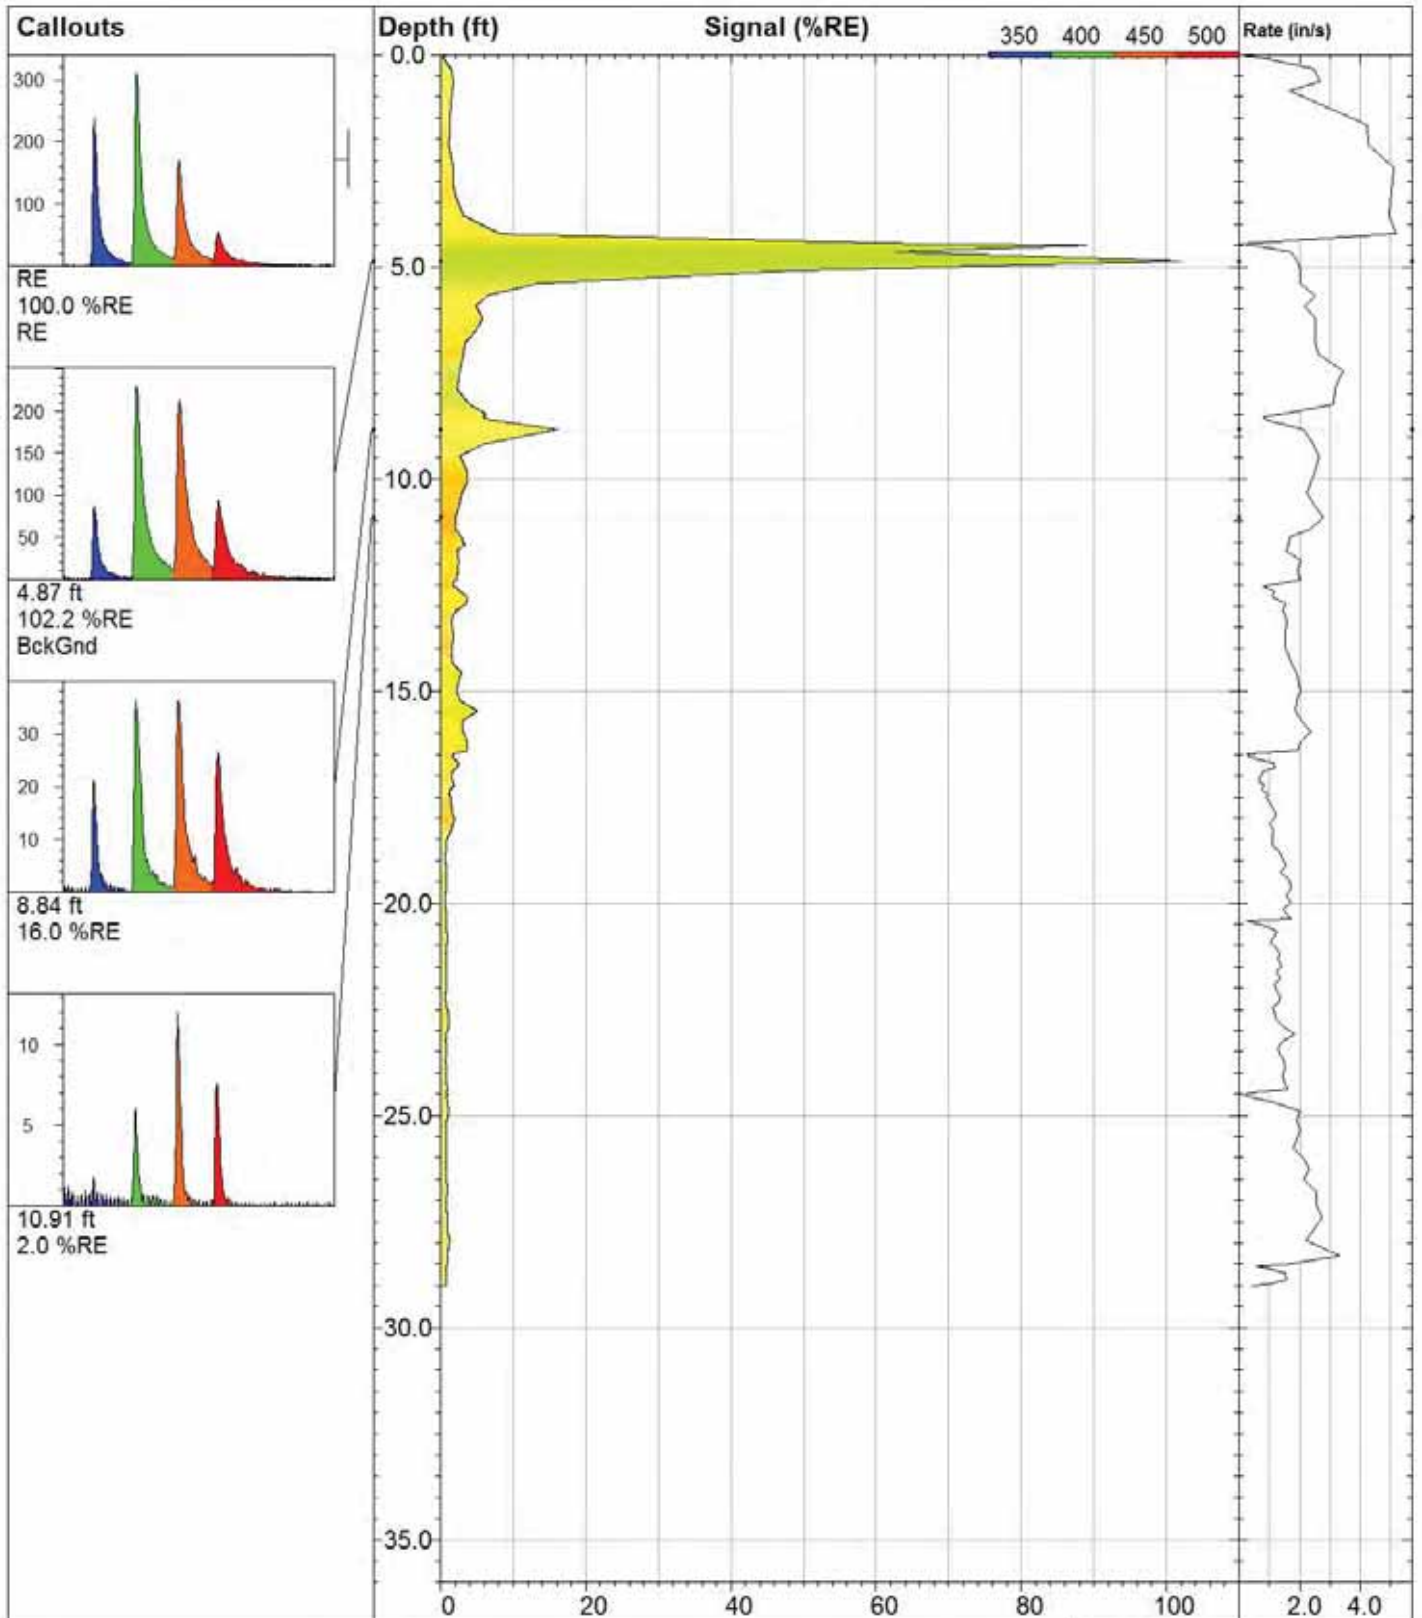 Callouts
Depth (ft)
Signal (%RE)
350 400 450 500
Rate (in/s)
300
200
100
RE
100.0 %RE
RE
200
150
100
50
4.87 ft
102.2 %RE
BckGnd
30
20
10
8.84 ft
16.0 %RE
10
5
10.91 ft
2.0 %RE
0.0
5.0
10.0
15.0
20.0
25.0
30.0
35.0
0 20 40 60 80 100
2.0 4.0